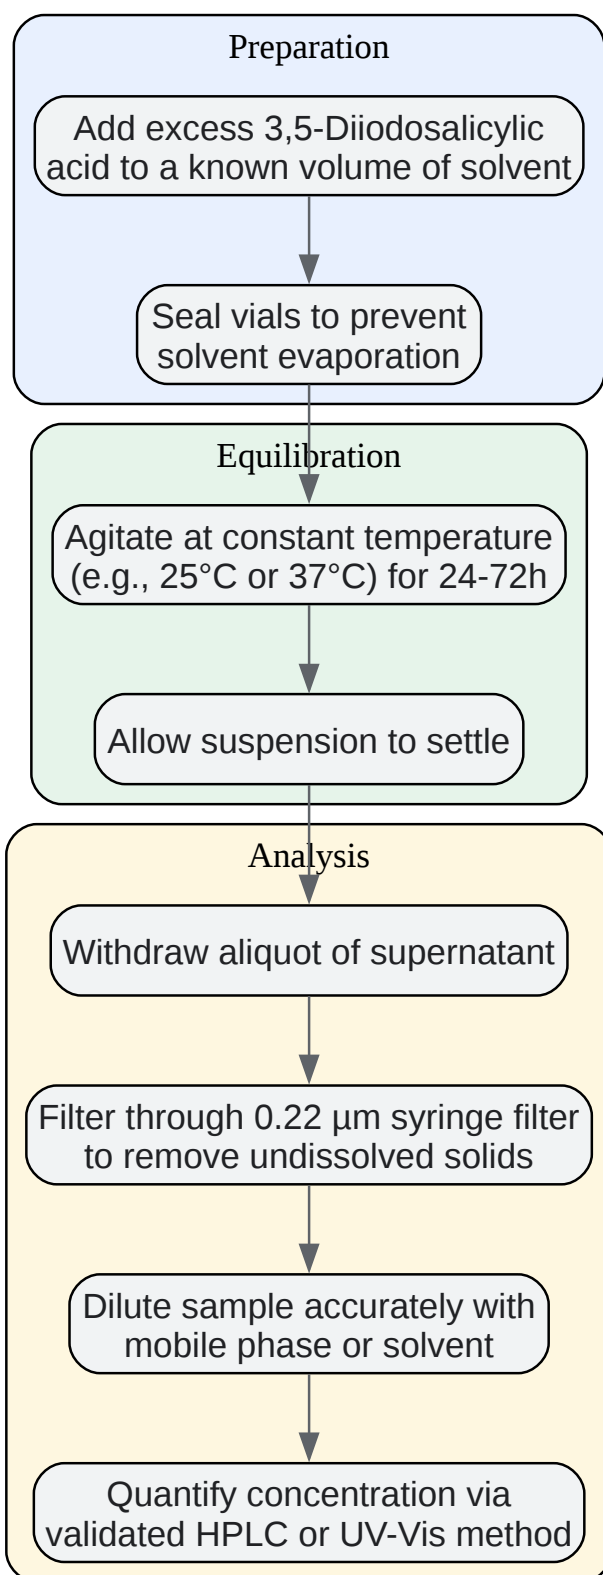 Preparation
Add excess 3,5-Diiodosalicylic
acid to a known volume of solvent
Seal vials to prevent
solvent evaporation
Equilibration
Agitate at constant temperature
(e.g., 25°C or 37°C) for 24-72h
Allow suspension to settle
Analysis
Withdraw aliquot of supernatant
Filter through 0.22 µm syringe filter
to remove undissolved solids
Dilute sample accurately with
mobile phase or solvent
Quantify concentration via
validated HPLC or UV-Vis method